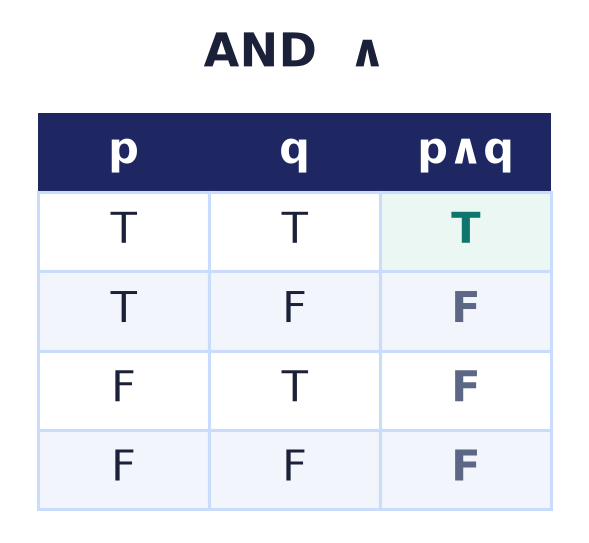 AND ∧
p q p∧q
T T T
T F F
F T F
F F F